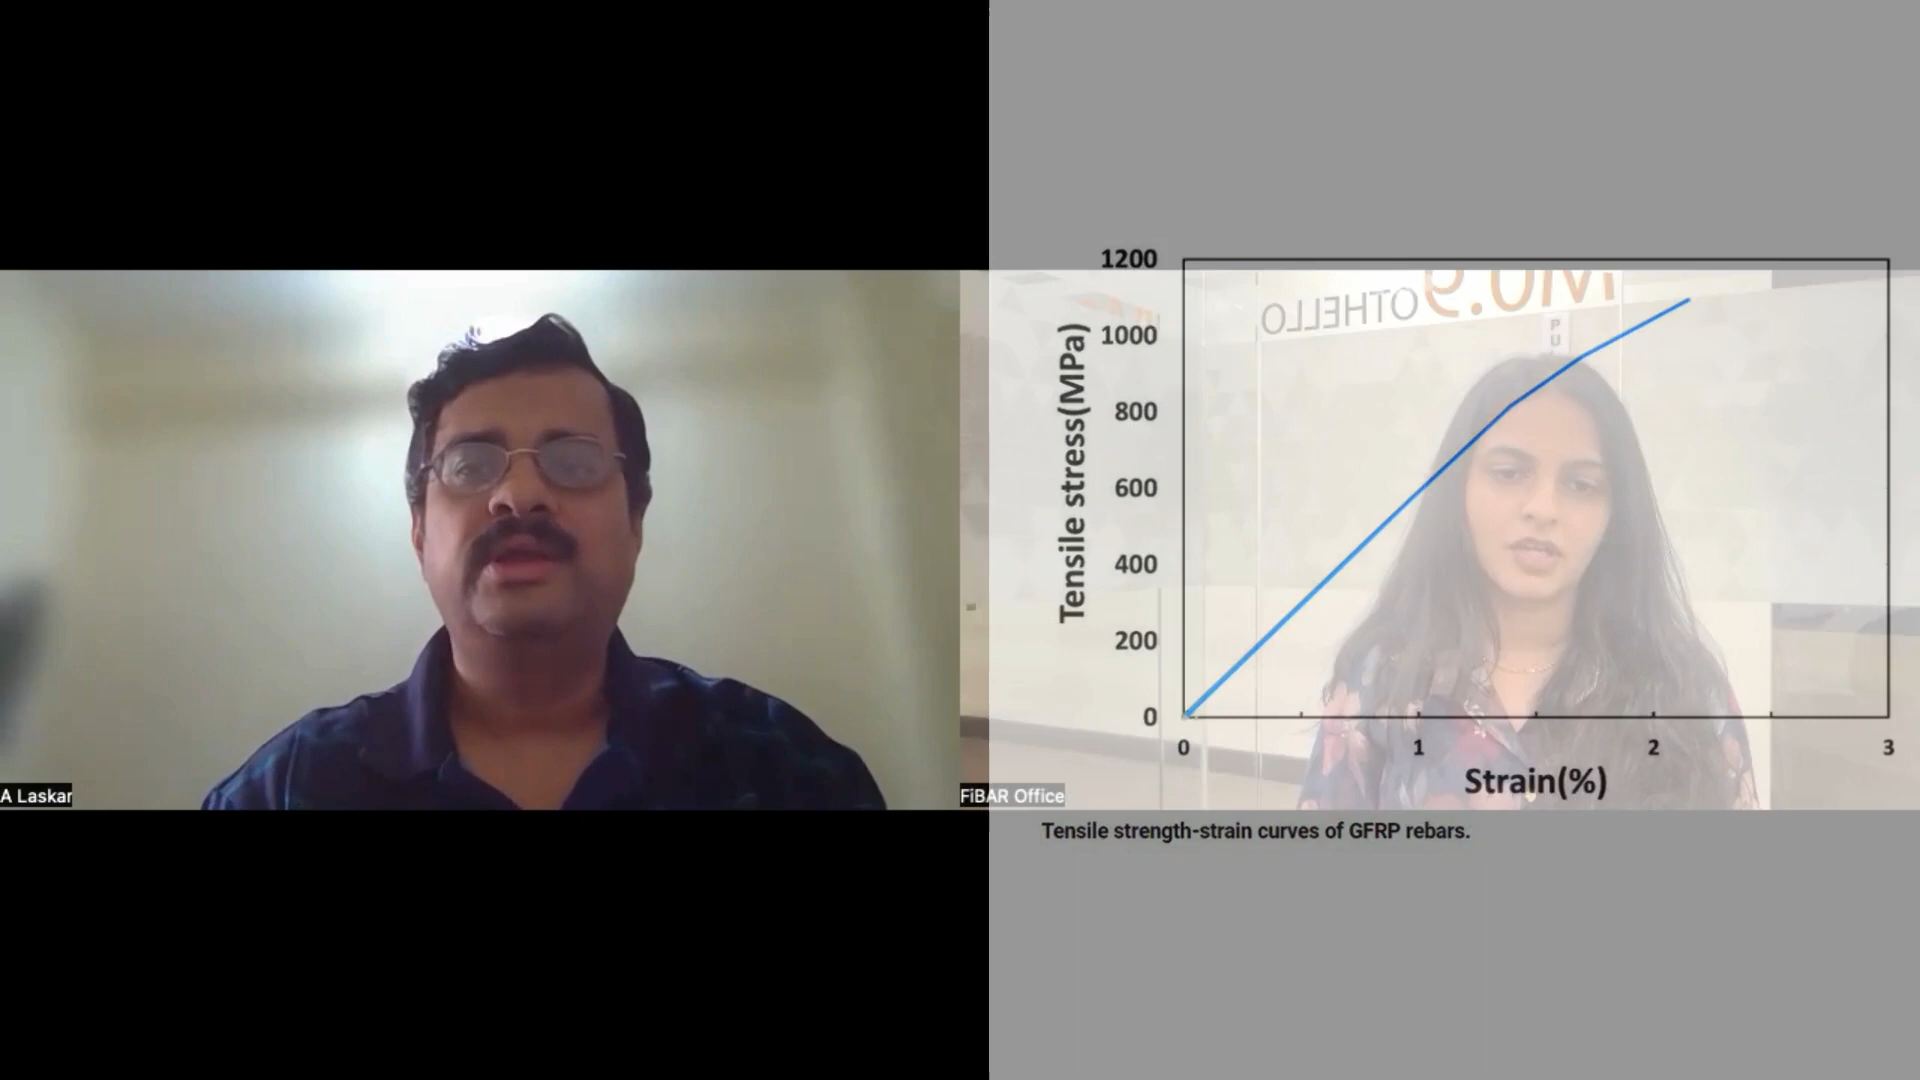 A Laskar
FiBAR Office
OTHELLO
P
U
1200
1000
800
600
400
200
0
Tensile stress(MPa)
0 1 2 3
Strain(%)
Tensile strength-strain curves of GFRP rebars.